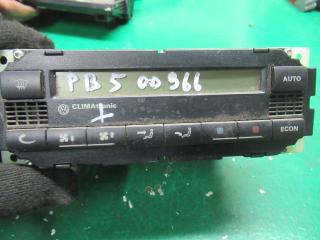 PB5 00966
AUTO
CLIMAtronic
ECON